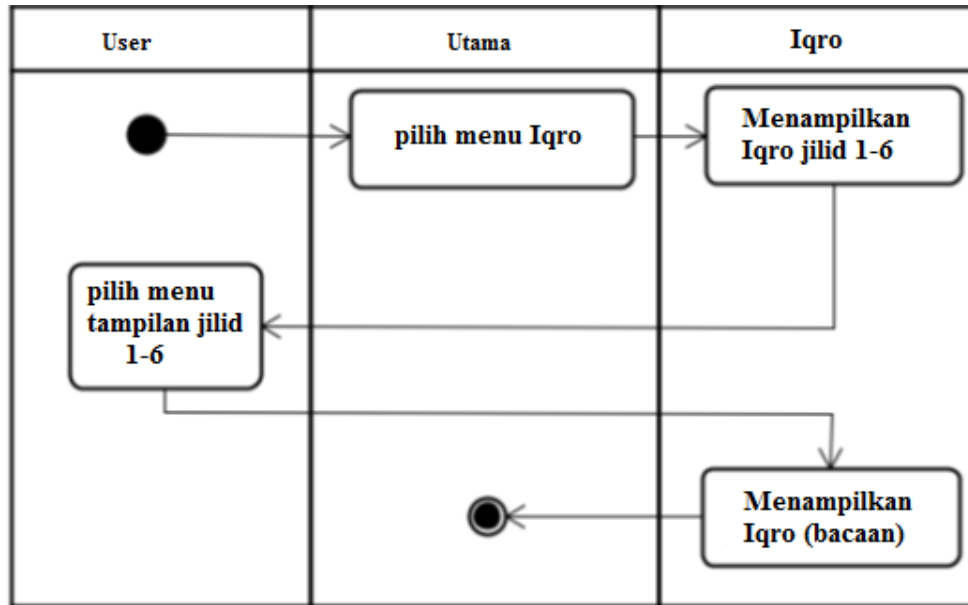 User
Utama
Iqro
pilih menu Iqro
Menampilkan
Iqro jilid 1-6
pilih menu
tampilan jilid
1-6
Menampilkan
Iqro (bacaan)